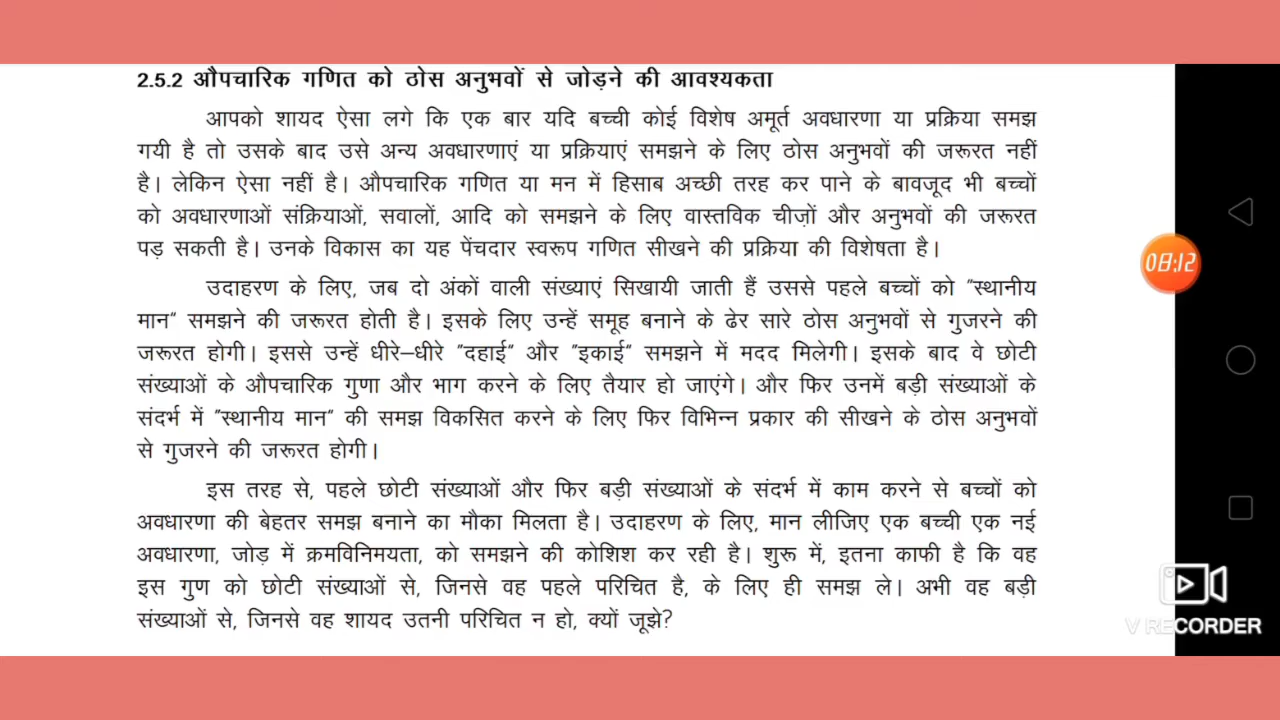 2.5.2 औपचारिक गणित को ठोस अनुभवों से जोड़ने की आवश्यकता
आपको शायद ऐसा लगे कि एक बार यदि बच्ची कोई विशेष अमूर्त अवधारणा या प्रक्रिया समझ
गयी है तो उसके बाद उसे अन्य अवधारणाएं या प्रक्रियाएं समझने के लिए ठोस अनुभवों की जरूरत नहीं
है। लेकिन ऐसा नहीं है। औपचारिक गणित या मन में हिसाब अच्छी तरह कर पाने के बावजूद भी बच्चों
को अवधारणाओं संक्रियाओं, सवालों, आदि को समझने के लिए वास्तविक चीज़ों और अनुभवों की जरूरत
पड़ सकती है। उनके विकास का यह पेंचदार स्वरूप गणित सीखने की प्रक्रिया की विशेषता है।
उदाहरण के लिए, जब दो अंकों वाली संख्याएं सिखायी जाती हैं उससे पहले बच्चों को "स्थानीय
मान" समझने की जरूरत होती है। इसके लिए उन्हें समूह बनाने के ढेर सारे ठोस अनुभवों से गुजरने की
जरूरत होगी। इससे उन्हें धीरे–धीरे "दहाई" और "इकाई" समझने में मदद मिलेगी। इसके बाद वे छोटी
संख्याओं के औपचारिक गुणा और भाग करने के लिए तैयार हो जाएंगे। और फिर उनमें बड़ी संख्याओं के
संदर्भ में "स्थानीय मान" की समझ विकसित करने के लिए फिर विभिन्न प्रकार की सीखने के ठोस अनुभवों
से गुजरने की जरूरत होगी।
इस तरह से, पहले छोटी संख्याओं और फिर बड़ी संख्याओं के संदर्भ में काम करने से बच्चों को
अवधारणा की बेहतर समझ बनाने का मौका मिलता है। उदाहरण के लिए, मान लीजिए एक बच्ची एक नई
अवधारणा, जोड़ में क्रमविनिमयता, को समझने की कोशिश कर रही है। शुरू में, इतना काफी है कि वह
इस गुण को छोटी संख्याओं से, जिनसे वह पहले परिचित है, के लिए ही समझ ले। अभी वह बड़ी
संख्याओं से, जिनसे वह शायद उतनी परिचित न हो, क्यों जूझे?
08:12
V RECORDER